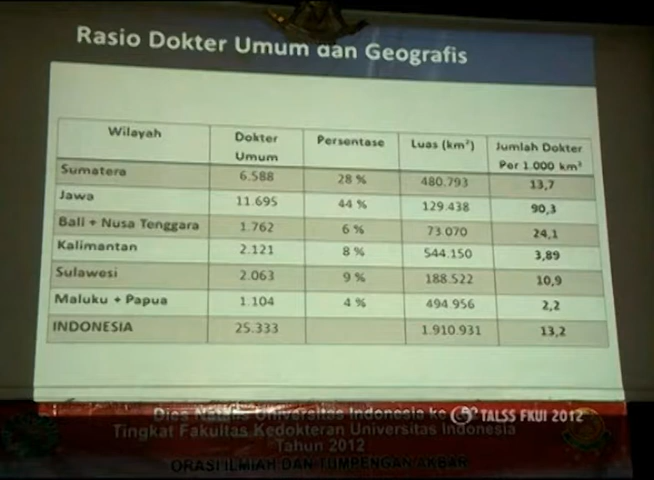 Rasio Dokter Umum dan Geografis
Wilayah Dokter Umum Persentase Luas (km²) Jumlah Dokter Per 1.000 km²
Sumatera 6.588 28 % 480.793 13,7
Jawa 11.695 44 % 129.438 90,3
Bali + Nusa Tenggara 1.762 6 % 73.070 24,1
Kalimantan 2.121 8 % 544.150 3,89
Sulawesi 2.063 9 % 188.522 10,9
Maluku + Papua 1.104 4 % 494.956 2,2
INDONESIA 25.333 1.910.931 13,2
Dies Natalis Universitas Indonesia ke TALSS FKUI 2012
Tingkat Fakultas Kedokteran Universitas Indonesia
Tahun 2012
ORASI ILMIAH DAN TUMPENGAN AKBAR